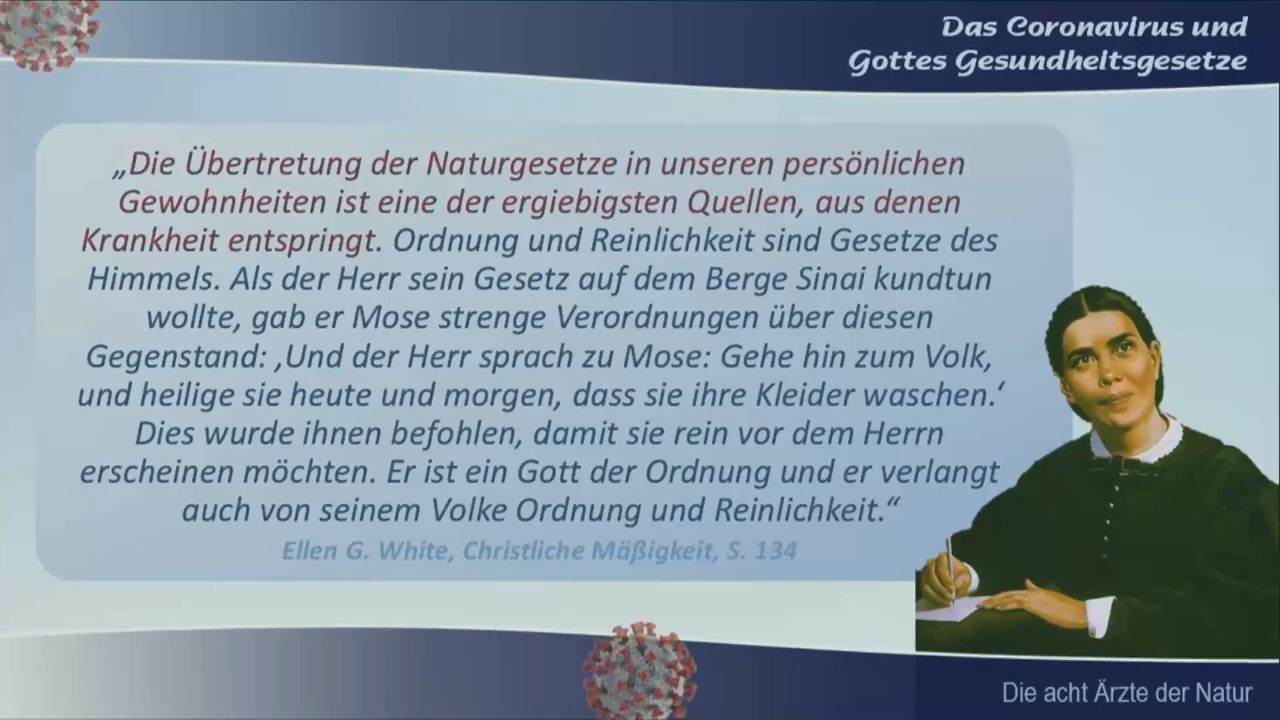 Das Coronavirus und
Gottes Gesundheitsgesetze
„Die Übertretung der Naturgesetze in unseren persönlichen
Gewohnheiten ist eine der ergiebigsten Quellen, aus denen
Krankheit entspringt. Ordnung und Reinlichkeit sind Gesetze des
Himmels. Als der Herr sein Gesetz auf dem Berge Sinai kundtun
wollte, gab er Mose strenge Verordnungen über diesen
Gegenstand: ‚Und der Herr sprach zu Mose: Gehe hin zum Volk,
und heilige sie heute und morgen, dass sie ihre Kleider waschen.‘
Dies wurde ihnen befohlen, damit sie rein vor dem Herrn
erscheinen möchten. Er ist ein Gott der Ordnung und er verlangt
auch von seinem Volke Ordnung und Reinlichkeit.“
Ellen G. White, Christliche Mäßigkeit, S. 134
Die acht Ärzte der Natur